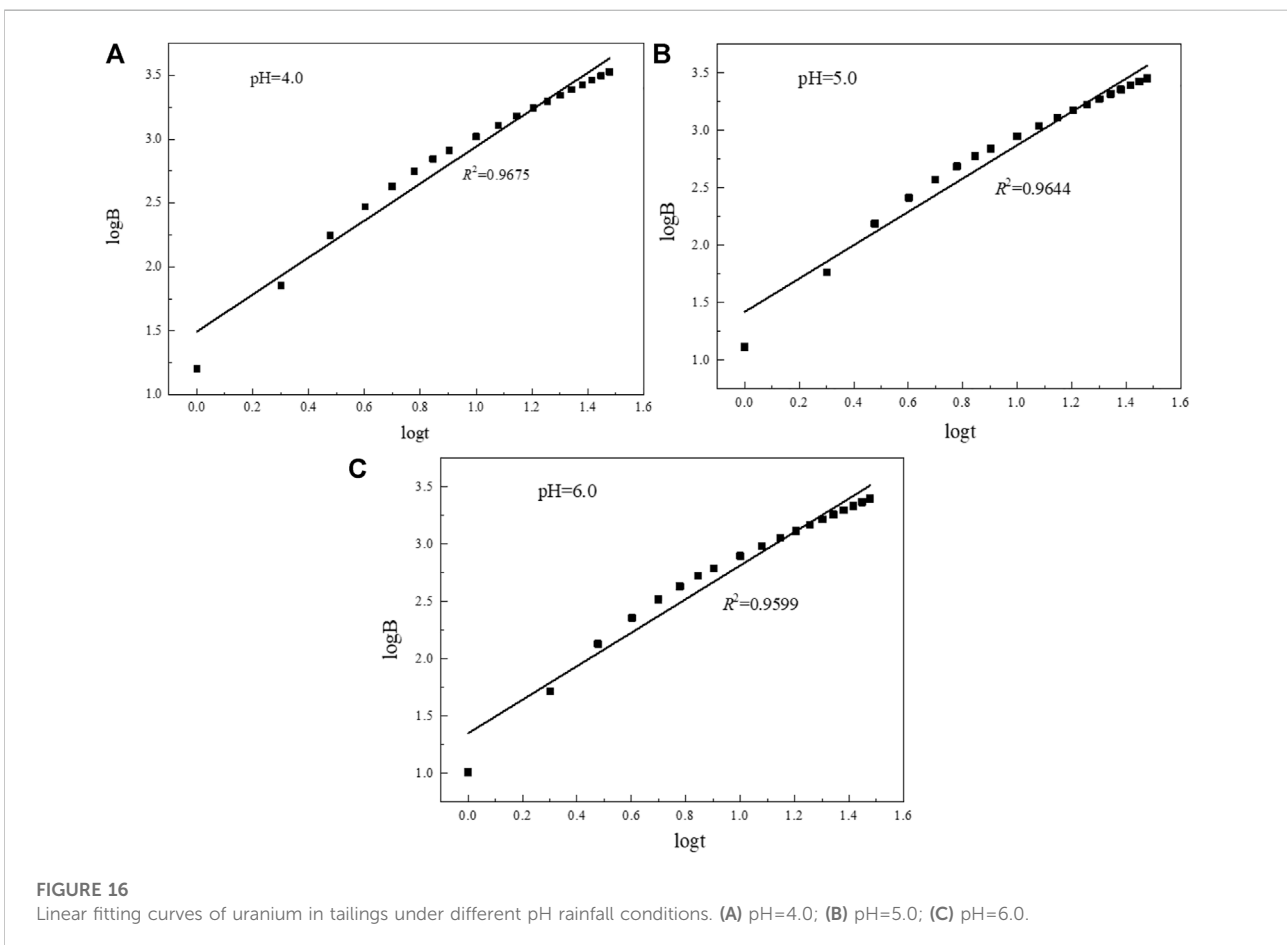 A
pH=4.0
3.5
3.0
2.5
2.0
1.5
1.0
logB
R²=0.9675
0.0 0.2 0.4 0.6 0.8 1.0 1.2 1.4 1.6
logt
B
pH=5.0
3.5
3.0
2.5
2.0
1.5
1.0
logB
R²=0.9644
0.0 0.2 0.4 0.6 0.8 1.0 1.2 1.4 1.6
logt
C
pH=6.0
3.5
3.0
2.5
2.0
1.5
1.0
logB
R²=0.9599
0.0 0.2 0.4 0.6 0.8 1.0 1.2 1.4 1.6
logt
FIGURE 16
Linear fitting curves of uranium in tailings under different pH rainfall conditions. (A) pH=4.0; (B) pH=5.0; (C) pH=6.0.